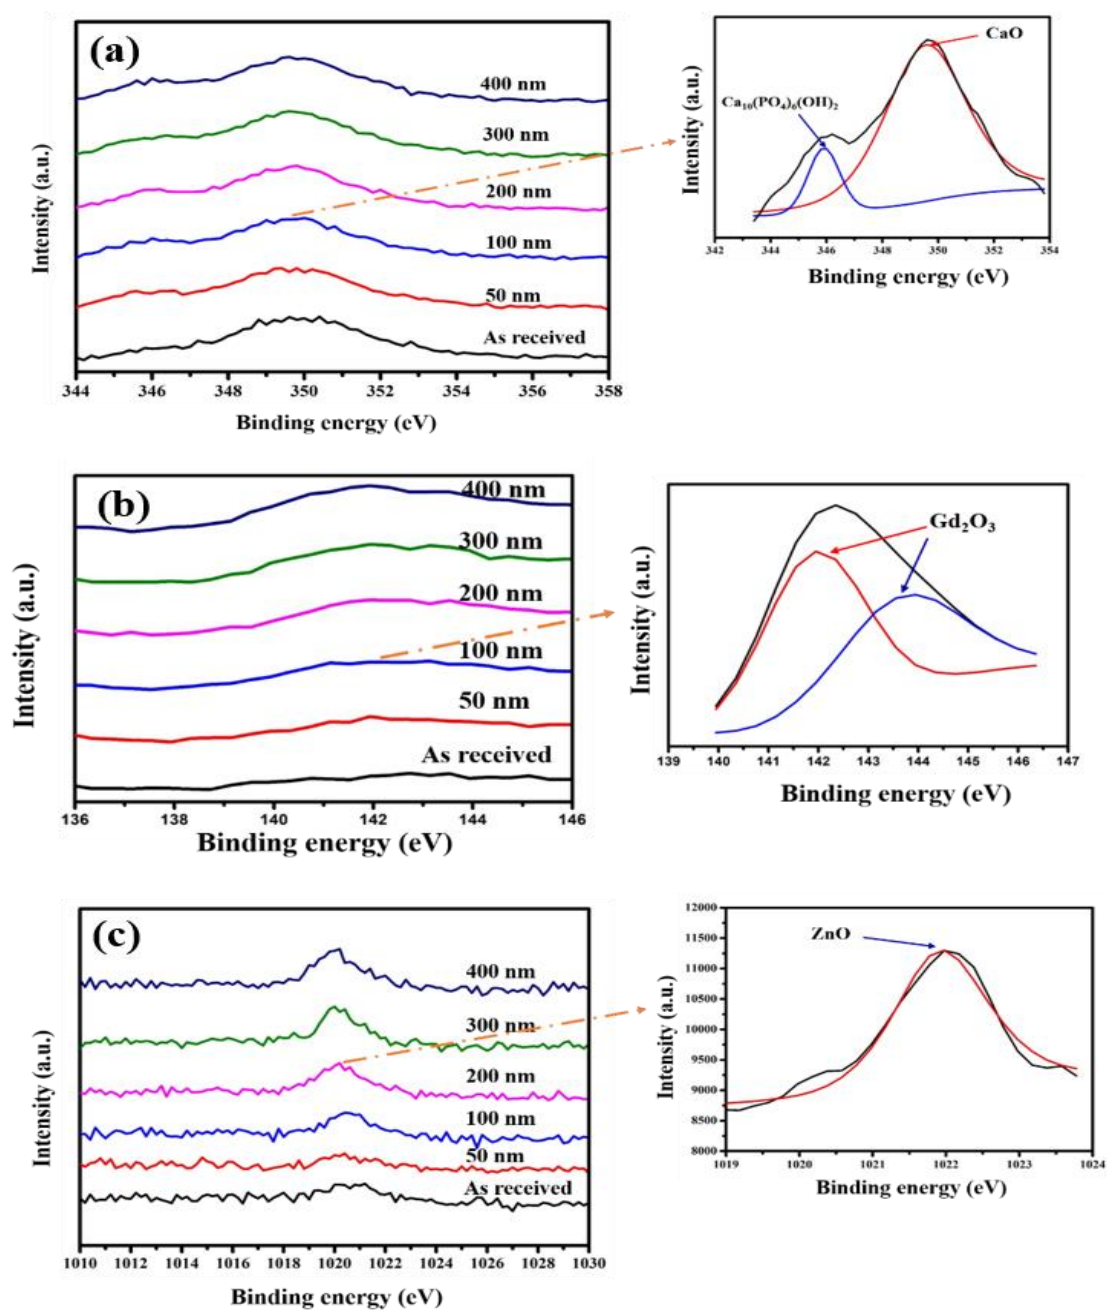 (a)
400 nm
300 nm
200 nm
100 nm
50 nm
As received
Intensity (a.u.)
344 346 348 350 352 354 356 358
Binding energy (eV)
CaO
Ca₁₀(PO₄)₆(OH)₂
Intensity (a.u.)
342 344 346 348 350 352 354
Binding energy (eV)
(b)
400 nm
300 nm
200 nm
100 nm
50 nm
As received
Intensity (a.u.)
136 138 140 142 144 146
Binding energy (eV)
Gd₂O₃
Intensity (a.u.)
139 140 141 142 143 144 145 146 147
Binding energy (eV)
(c)
400 nm
300 nm
200 nm
100 nm
50 nm
As received
Intensity (a.u.)
1010 1012 1014 1016 1018 1020 1022 1024 1026 1028 1030
Binding energy (eV)
ZnO
Intensity (a.u.)
12000
11500
11000
10500
10000
9500
9000
8500
8000
1019 1020 1021 1022 1023 1024
Binding energy (eV)